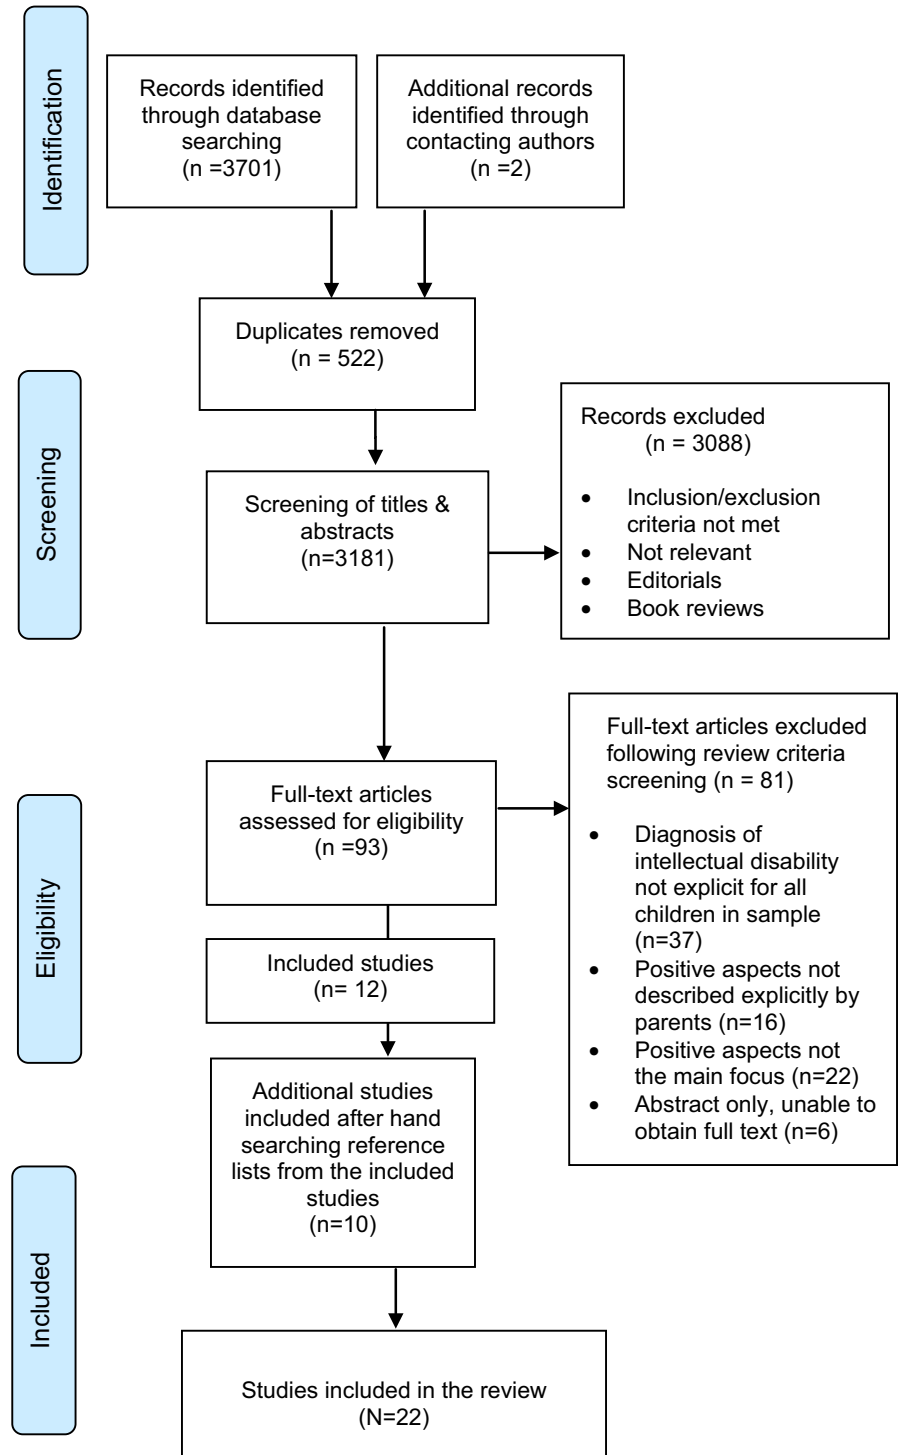 Identification
Records identified
through database
searching
(n =3701)
Additional records
identified through
contacting authors
(n =2)
Duplicates removed
(n = 522)
Screening
Screening of titles &
abstracts
(n=3181)
Records excluded
(n = 3088)
• Inclusion/exclusion
criteria not met
• Not relevant
• Editorials
• Book reviews
Eligibility
Full-text articles
assessed for eligibility
(n =93)
Full-text articles excluded
following review criteria
screening (n = 81)
• Diagnosis of
intellectual disability
not explicit for all
children in sample
(n=37)
• Positive aspects not
described explicitly by
parents (n=16)
• Positive aspects not
the main focus (n=22)
• Abstract only, unable to
obtain full text (n=6)
Included studies
(n= 12)
Additional studies
included after hand
searching reference
lists from the included
studies
(n=10)
Included
Studies included in the review
(N=22)